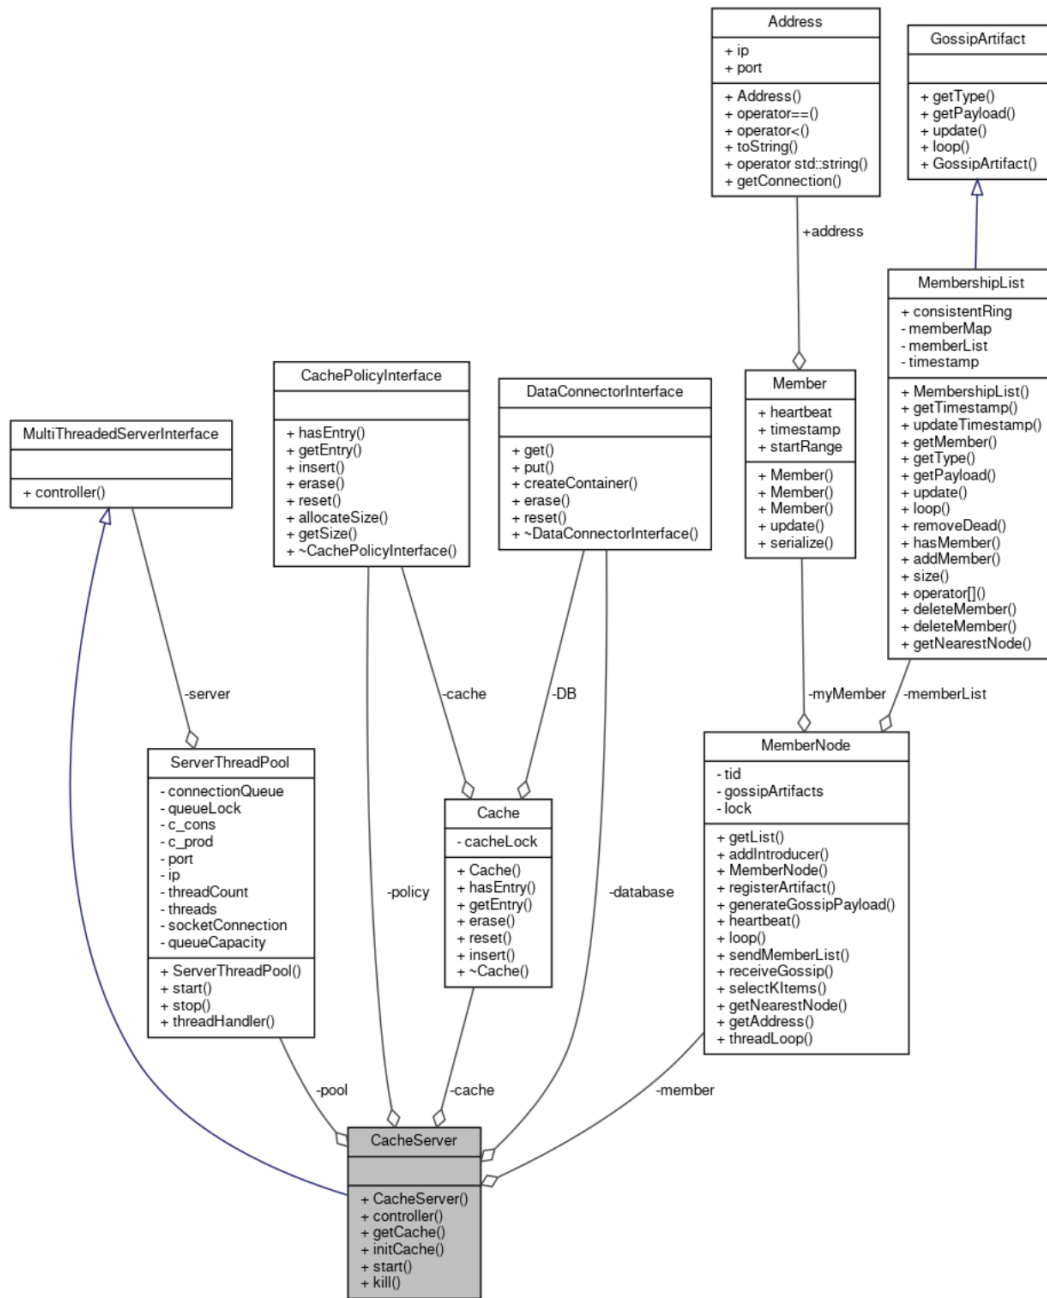 Address
+ ip
+ port
+ Address()
+ operator==()
+ operator<()
+ toString()
+ operator std::string()
+ getConnection()
GossipArtifact
+ getType()
+ getPayload()
+ update()
+ loop()
+ GossipArtifact()
+address
MembershipList
+ consistentRing
- memberMap
- memberList
- timestamp
+ MembershipList()
+ getTimestamp()
+ updateTimestamp()
+ getMember()
+ getType()
+ getPayload()
+ update()
+ loop()
+ removeDead()
+ hasMember()
+ addMember()
+ size()
+ operator[]()
+ deleteMember()
+ deleteMember()
+ getNearestNode()
CachePolicyInterface
+ hasEntry()
+ getEntry()
+ insert()
+ erase()
+ reset()
+ allocateSize()
+ getSize()
+ ~CachePolicyInterface()
DataConnectorInterface
+ get()
+ put()
+ createContainer()
+ erase()
+ reset()
+ ~DataConnectorInterface()
Member
+ heartbeat
+ timestamp
+ startRange
+ Member()
+ Member()
+ Member()
+ update()
+ serialize()
MultiThreadedServerInterface
+ controller()
-server
-cache
-DB
-myMember
-memberList
ServerThreadPool
- connectionQueue
- queueLock
- c_cons
- c_prod
- port
- ip
- threadCount
- threads
- socketConnection
- queueCapacity
+ ServerThreadPool()
+ start()
+ stop()
+ threadHandler()
Cache
- cacheLock
+ Cache()
+ hasEntry()
+ getEntry()
+ erase()
+ reset()
+ insert()
+ ~Cache()
MemberNode
- tid
- gossipArtifacts
- lock
+ getList()
+ addIntroducer()
+ MemberNode()
+ registerArtifact()
+ generateGossipPayload()
+ heartbeat()
+ loop()
+ sendMemberList()
+ receiveGossip()
+ selectKItems()
+ getNearestNode()
+ getAddress()
+ threadLoop()
-policy
-database
-pool
-cache
-member
CacheServer
+ CacheServer()
+ controller()
+ getCache()
+ initCache()
+ start()
+ kill()